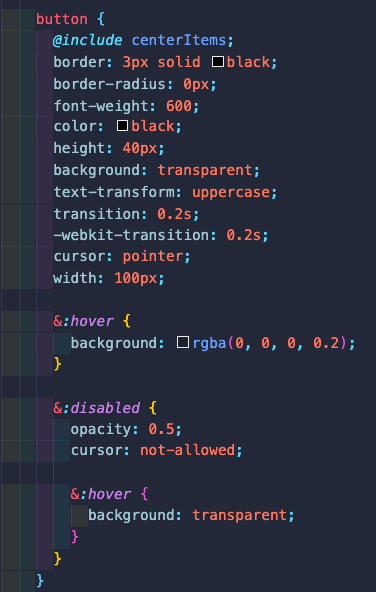 button {
@include centerItems;
border: 3px solid black;
border-radius: 0px;
font-weight: 600;
color: black;
height: 40px;
background: transparent;
text-transform: uppercase;
transition: 0.2s;
-webkit-transition: 0.2s;
cursor: pointer;
width: 100px;
&:hover {
background: rgba(0, 0, 0, 0.2);
}
&:disabled {
opacity: 0.5;
cursor: not-allowed;
&:hover {
background: transparent;
}
}
}